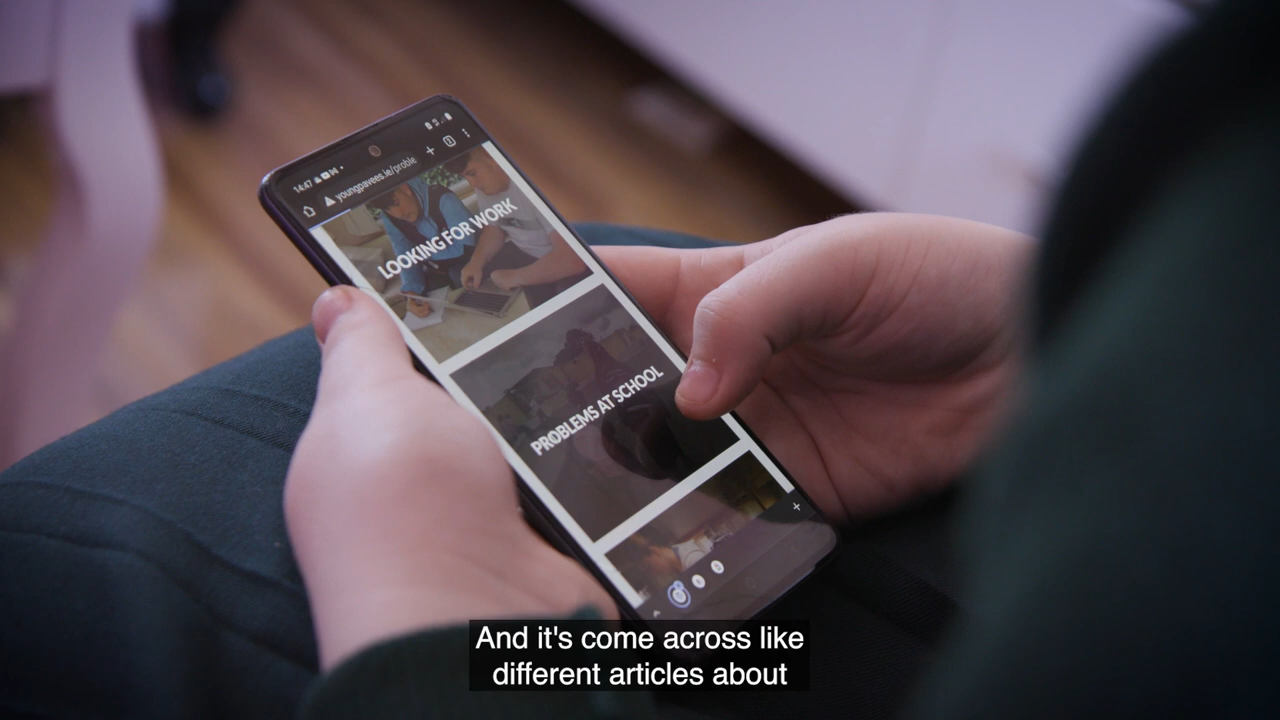 14:47
youngpavees.ie/proble
LOOKING FOR WORK
PROBLEMS AT SCHOOL
And it's come across like
different articles about